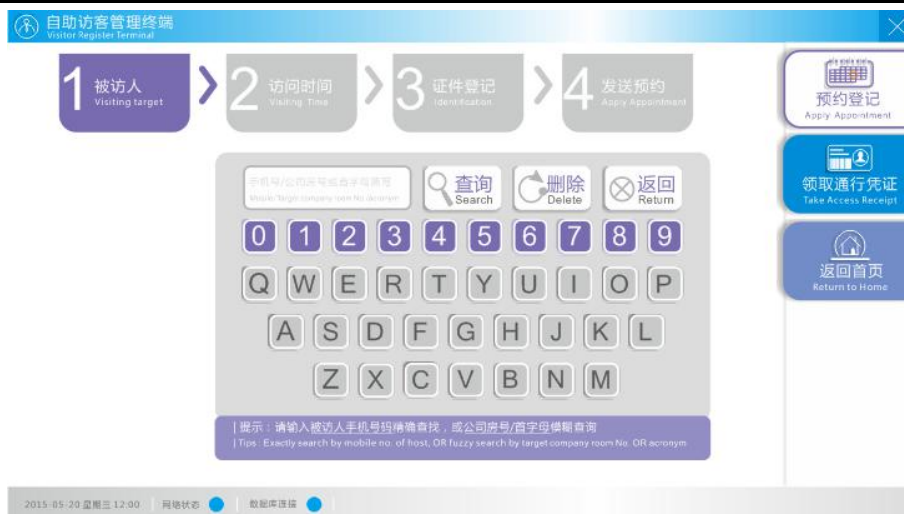 自助访客管理终端
Visitor Register Terminal
1 被访人
Visiting target
2 访问时间
Visiting Time
3 证件登记
Identification
4 发送预约
Apply Appointment
预约登记
Apply Appointment
领取通行凭证
Take Access Receipt
返回首页
Return to Home
手机号/公司房号或首字母简写
Mobile/Target company room No. /acronym
查询
Search
删除
Delete
返回
Return
0 1 2 3 4 5 6 7 8 9
Q W E R T Y U I O P
A S D F G H J K L
Z X C V B N M
|提示：请输入被访人手机号码精确查找，或公司房号/首字母模糊查询
|Tips: Exactly search by mobile no. of host, OR fuzzy search by target company room No. OR acronym
2015-05-20 星期三 12:00 网络状态 数据库连接